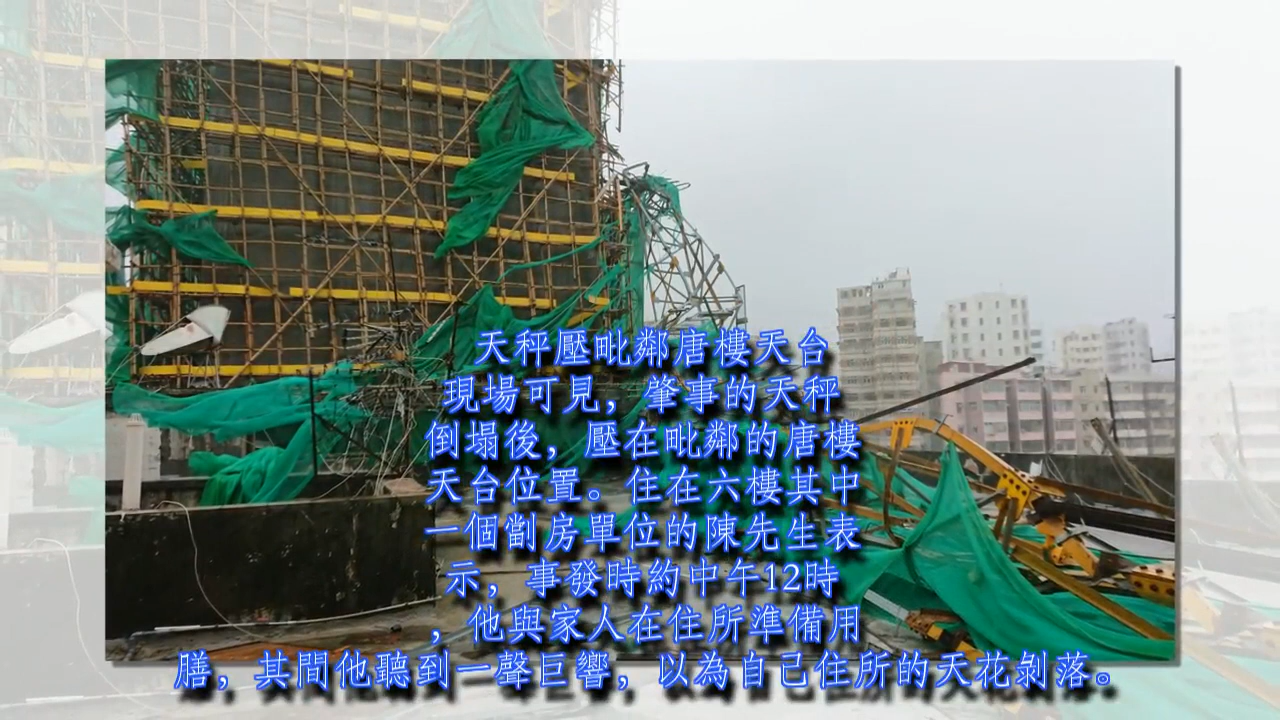 天秤壓毗鄰唐樓天台
現場可見，肇事的天秤
倒塌後，壓在毗鄰的唐樓
天台位置。住在六樓其中
一個劏房單位的陳先生表
示，事發時約中午12時
，他與家人在住所準備用
膳，其間他聽到一聲巨響，以為自己住所的天花剝落。